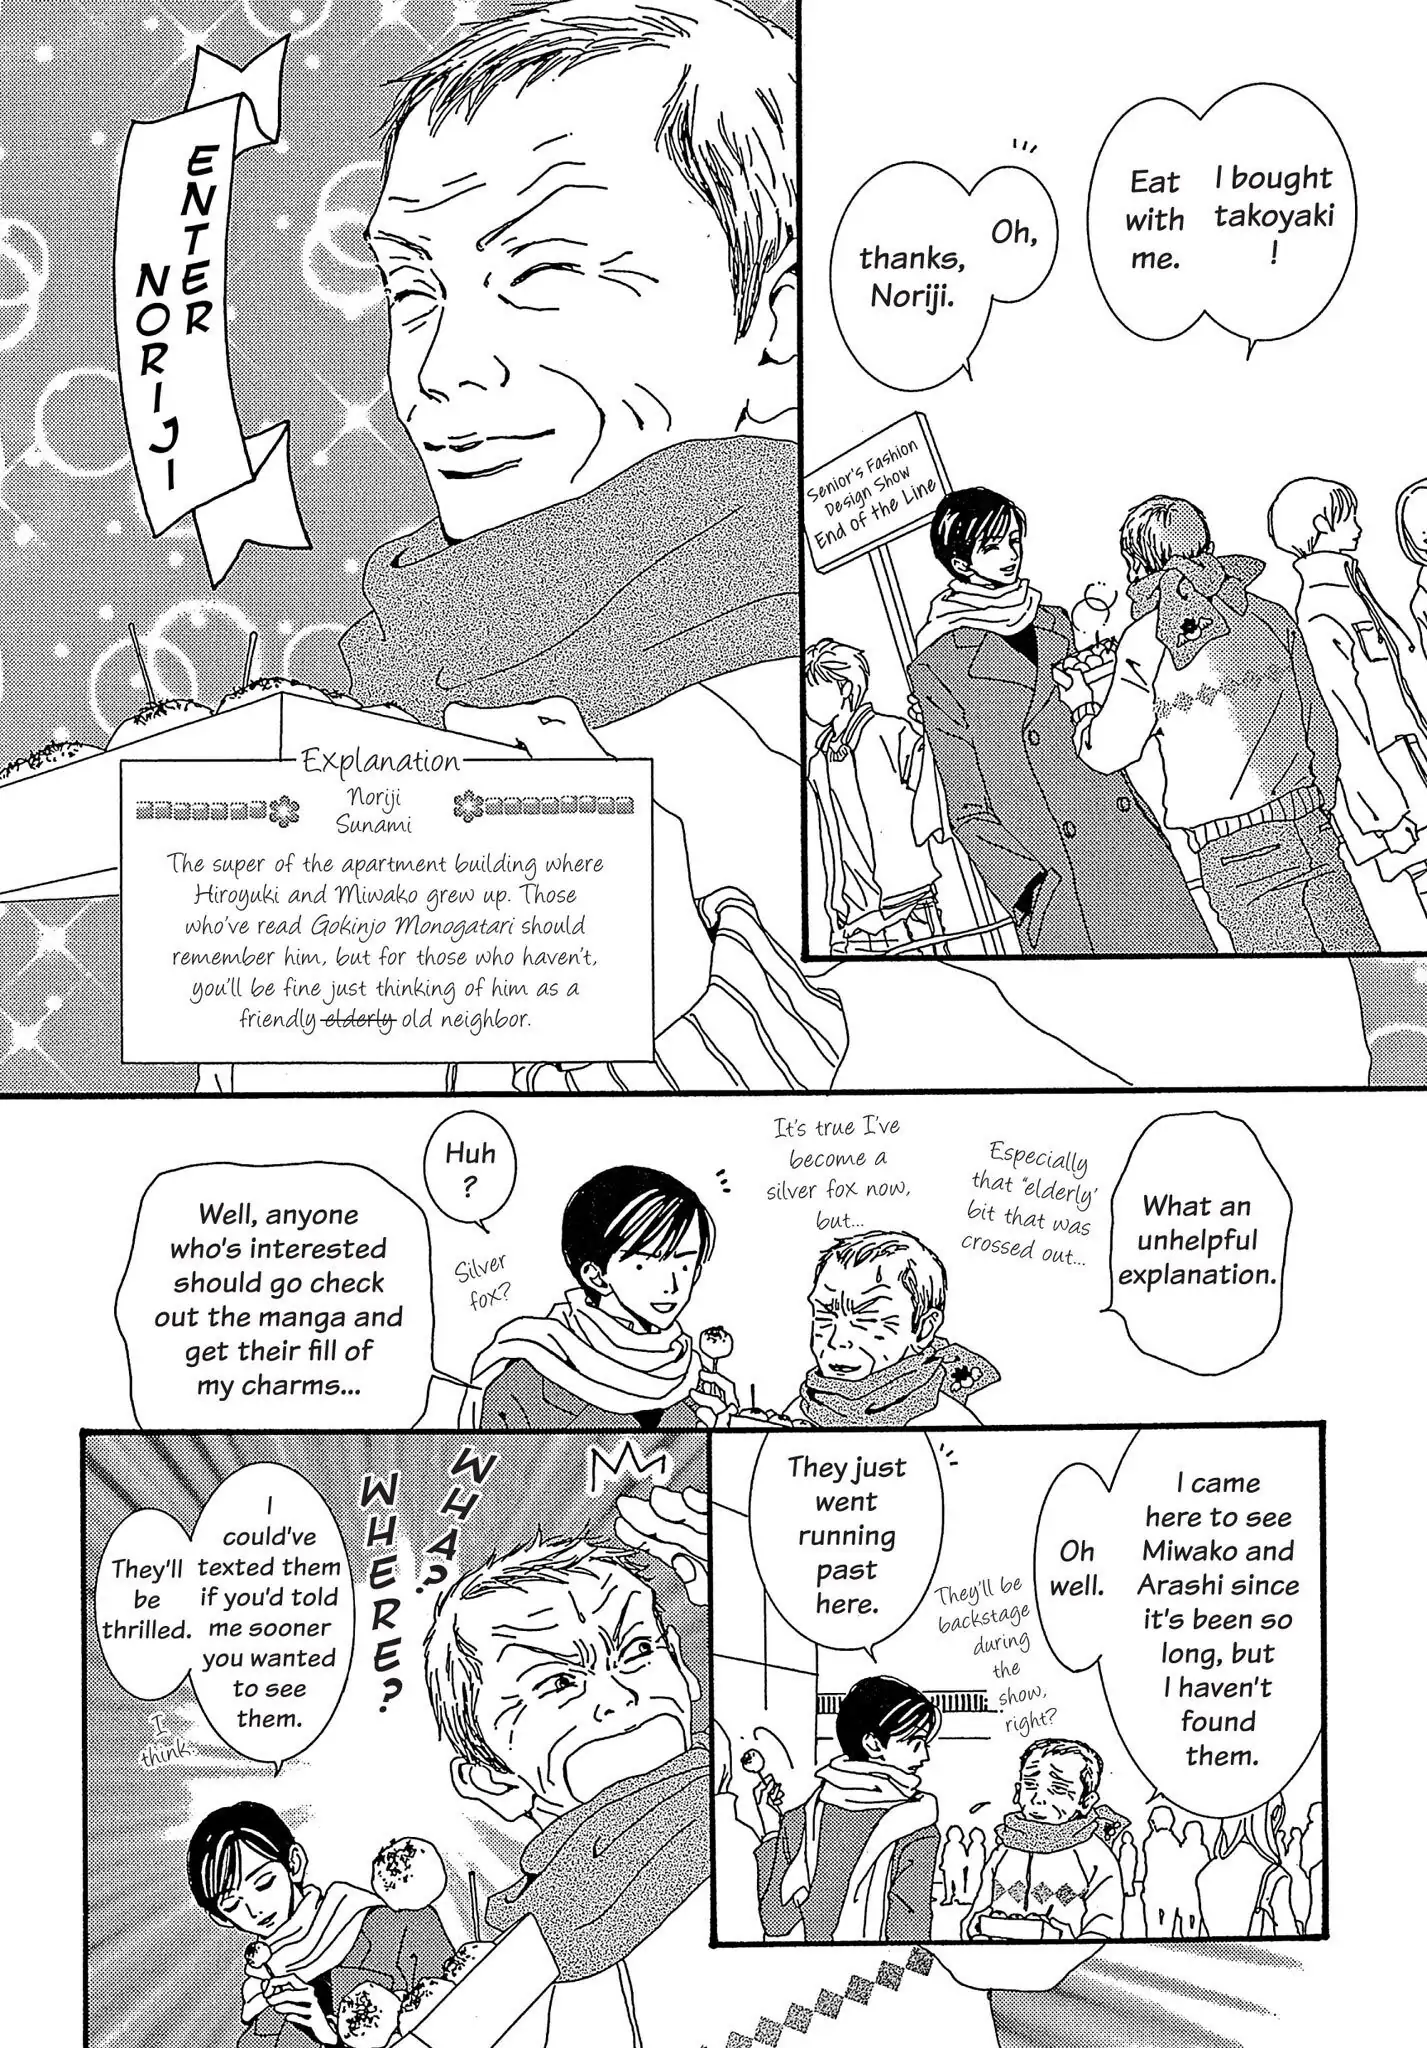 I bought
takoyaki
!
Eat
with
me.
Oh,
thanks,
Noriji.
Senior's Fashion
Design Show
End of the Line
ENTER
NORIJI
Explanation
Noriji
Sunami
The super of the apartment building where
Hiroyuki and Miwako grew up. Those
who've read Gokinjo Monogatari should
remember him, but for those who haven't,
you'll be fine just thinking of him as a
friendly elderly old neighbor.
What an
unhelpful
explanation.
Especially
that "elderly'
bit that was
crossed out...
It's true I've
become a
silver fox now,
but...
Huh
?
Silver
fox?
Well, anyone
who's interested
should go check
out the manga and
get their fill of
my charms...
I came
here to see
Miwako and
Arashi since
it's been so
long, but
I haven't
found
them.
Oh
well.
They'll be
backstage
during
the
show,
right?
They just
went
running
past
here.
WHA?
WHERE?
I
could've
texted them
if you'd told
me sooner
you wanted
to see
them.
They'll
be
thrilled.
I
think.